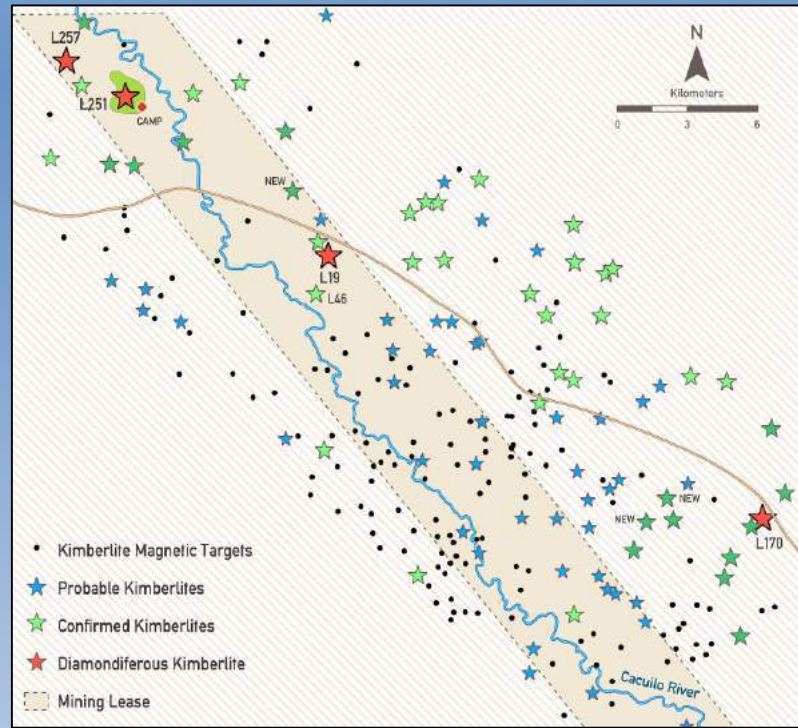 L257
L251
CAMP
N
Kilometers
0 3 6
NEW
L19
L46
NEW
NEW
L170
Kimberlite Magnetic Targets
Probable Kimberlites
Confirmed Kimberlites
Diamondiferous Kimberlite
Mining Lease
Cacuilo River